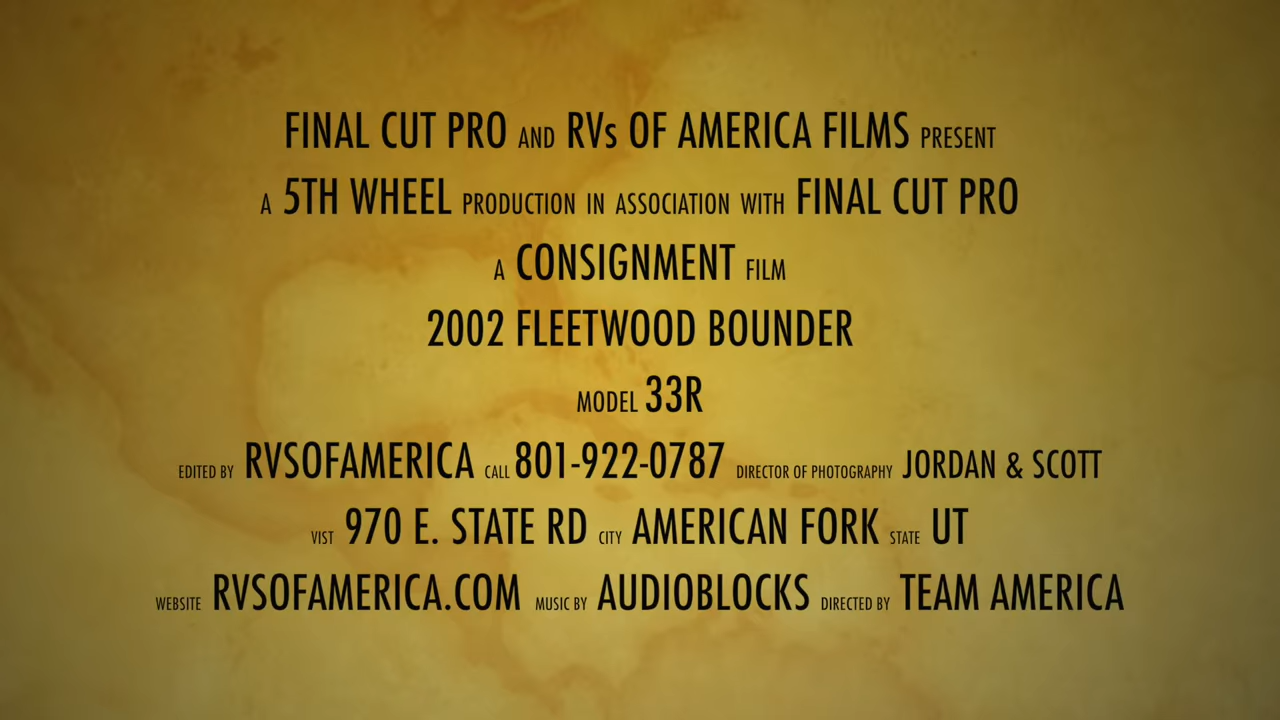 FINAL CUT PRO AND RVs OF AMERICA FILMS PRESENT
A 5TH WHEEL PRODUCTION IN ASSOCIATION WITH FINAL CUT PRO
A CONSIGNMENT FILM
2002 FLEETWOOD BOUNDER
MODEL 33R
EDITED BY RVSOFAMERICA CALL 801-922-0787 DIRECTOR OF PHOTOGRAPHY JORDAN & SCOTT
VIST 970 E. STATE RD CITY AMERICAN FORK STATE UT
WEBSITE RVSOFAMERICA.COM MUSIC BY AUDIOBLOCKS DIRECTED BY TEAM AMERICA